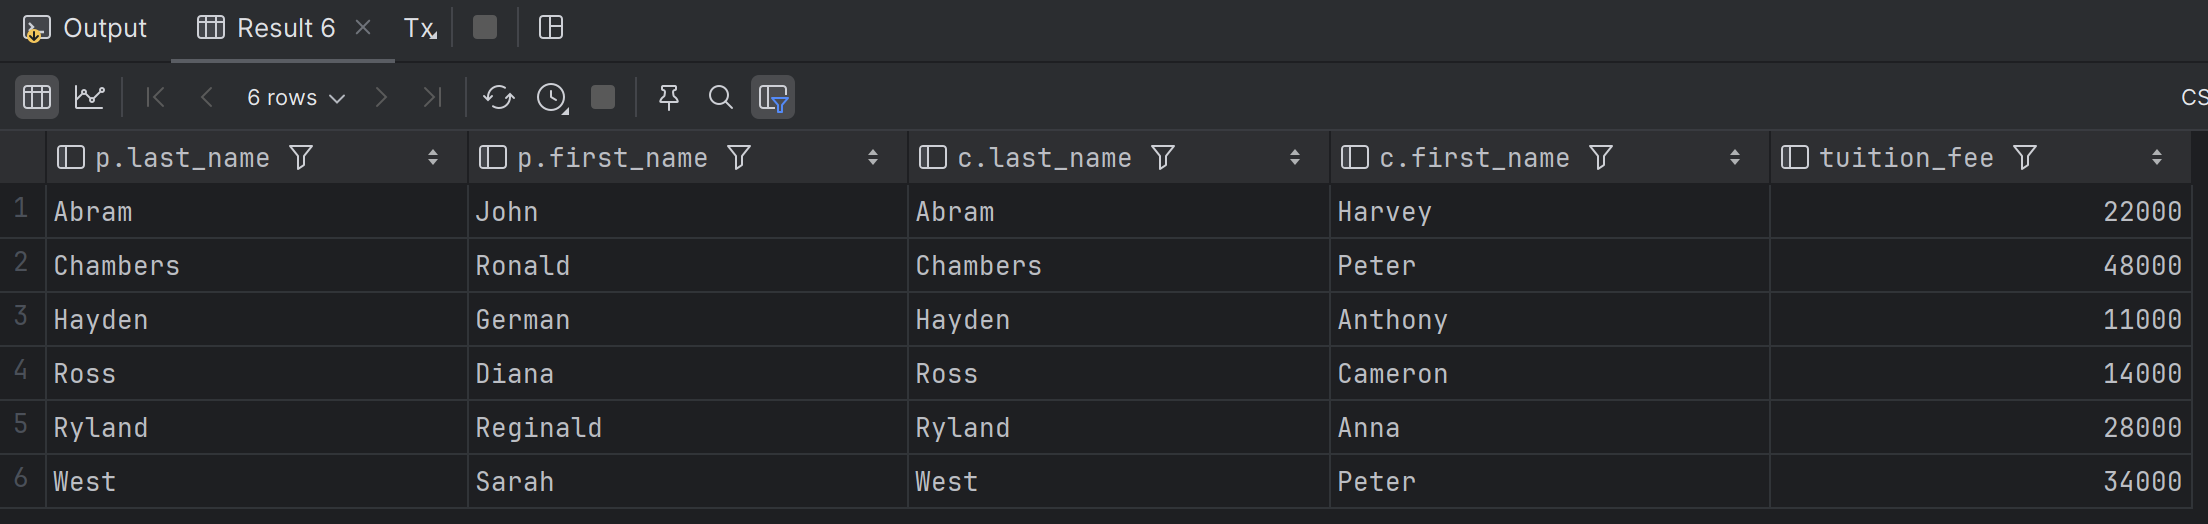 Output Result 6 Tx
6 rows CS
p.last_name p.first_name c.last_name c.first_name tuition_fee
1 Abram John Abram Harvey 22000
2 Chambers Ronald Chambers Peter 48000
3 Hayden German Hayden Anthony 11000
4 Ross Diana Ross Cameron 14000
5 Ryland Reginald Ryland Anna 28000
6 West Sarah West Peter 34000